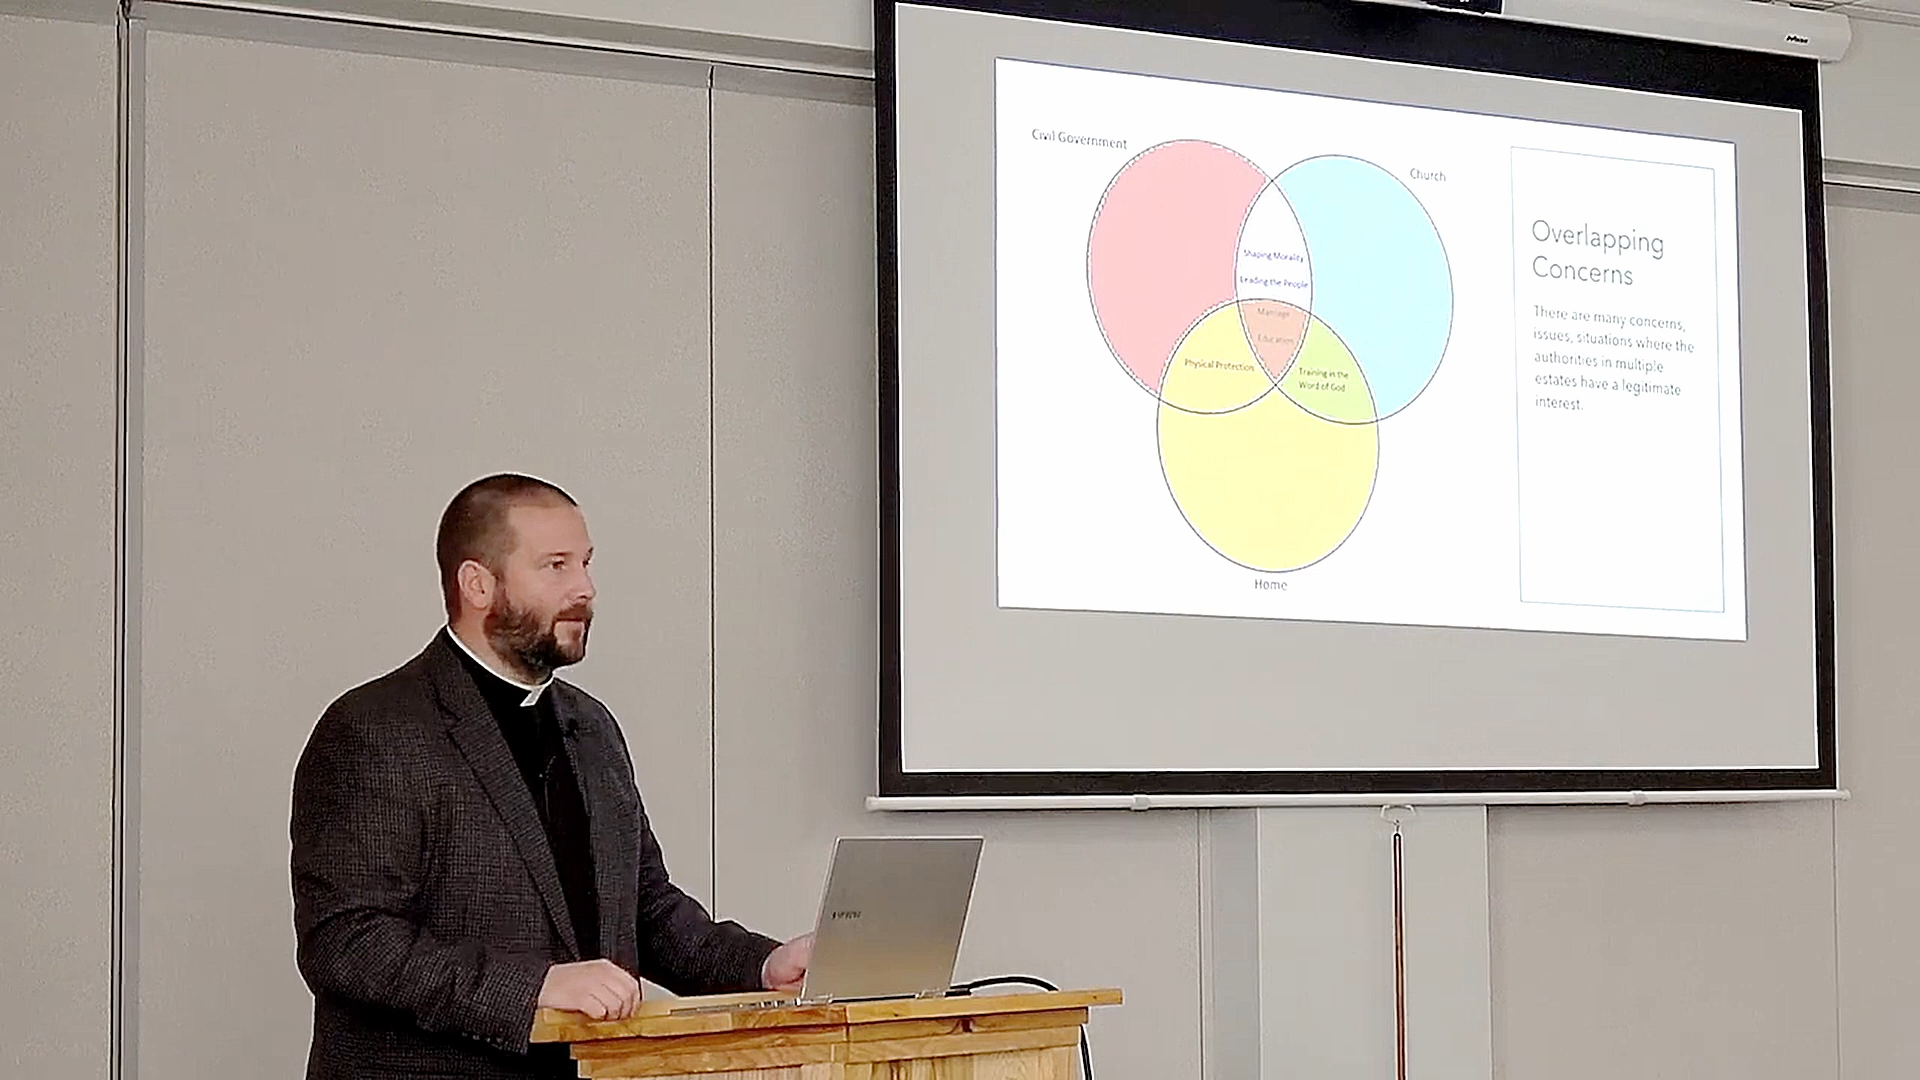 Civil Government
Church
Shaping Morality
Leading the People
Marriage
Education
Physical Protection
Training in the
Word of God
Home
Overlapping
Concerns
There are many concerns,
issues, situations where the
authorities in multiple
estates have a legitimate
interest.